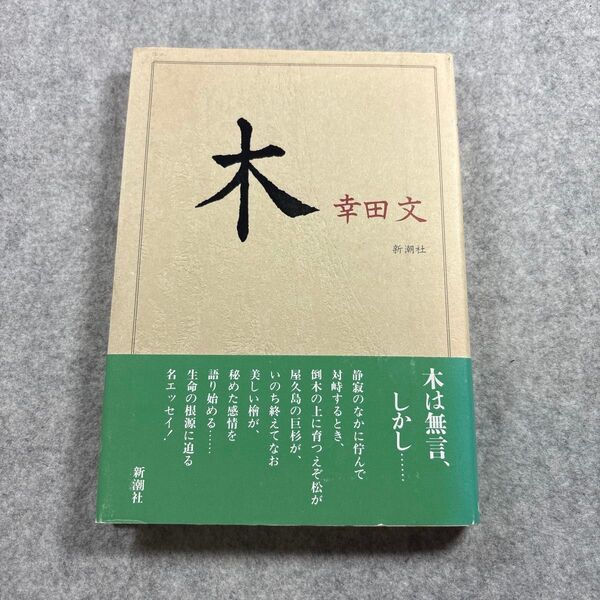 木
幸田文
新潮社
木は無言、
しかし……
静寂のなかに佇んで
対峙するとき、
倒木の上に育つえぞ松が
屋久島の巨杉が、
いのち終えてなお
美しい檜が、
秘めた感情を
語り始める……
生命の根源に迫る
名エッセイ！
新潮社